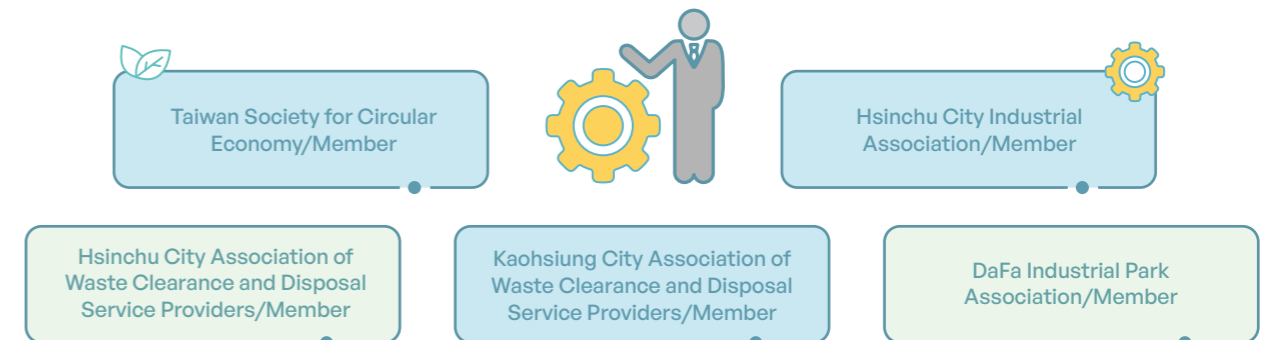 Taiwan Society for Circular
Economy/Member
Hsinchu City Industrial
Association/Member
Hsinchu City Association of
Waste Clearance and Disposal
Service Providers/Member
Kaohsiung City Association of
Waste Clearance and Disposal
Service Providers/Member
DaFa Industrial Park
Association/Member